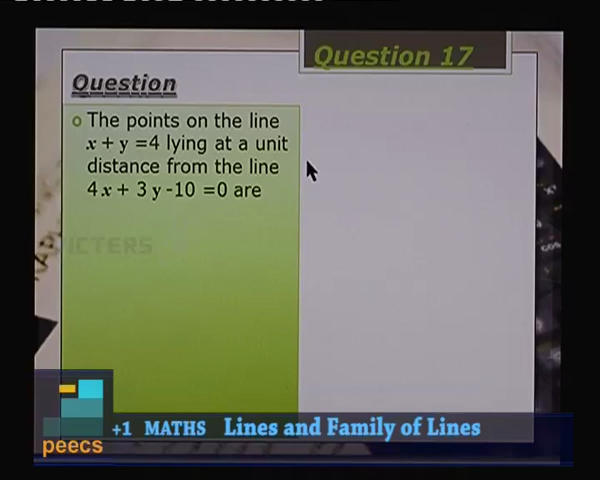 Question 17
Question
The points on the line
x + y =4 lying at a unit
distance from the line
4x + 3y -10 =0 are
VICTERS
peecs
+1 MATHS Lines and Family of Lines